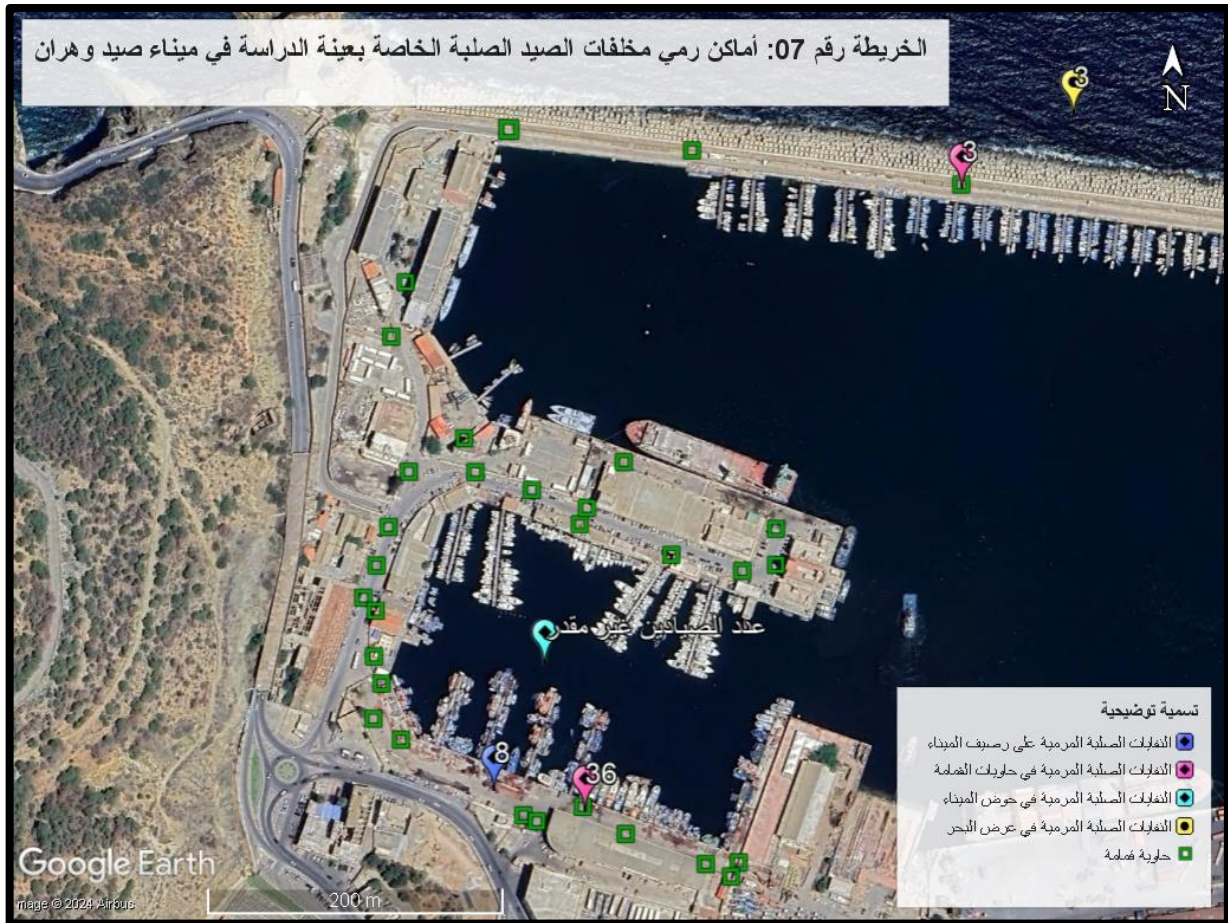 الخريطة رقم 07: أماكن رمي مخلفات الصيد الصلبة الخاصة بعينة الدراسة في ميناء صيد وهران
3
N
3
عدد الصيادين غير مقدر
8
36
تسمية توضيحية
النفايات الصلبة المرمية على رصيف الميناء
النفايات الصلبة المرمية في حاويات القمامة
النفايات الصلبة المرمية في حوض الميناء
النفايات الصلبة المرمية في عرض البحر
حاوية قمامة
Google Earth
mage © 2024 Airbus
200 m